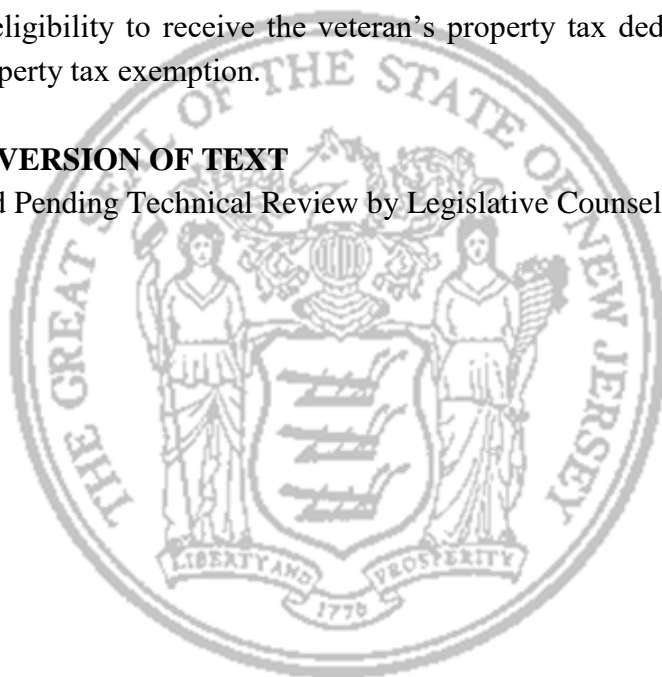 eligibility to receive the veteran’s property tax ded
perty tax exemption.
VERSION OF TEXT
d Pending Technical Review by Legislative Counsel
THE GREAT SEAL OF THE STATE OF NEW JERSEY
LIBERTY AND PROSPERITY
1776